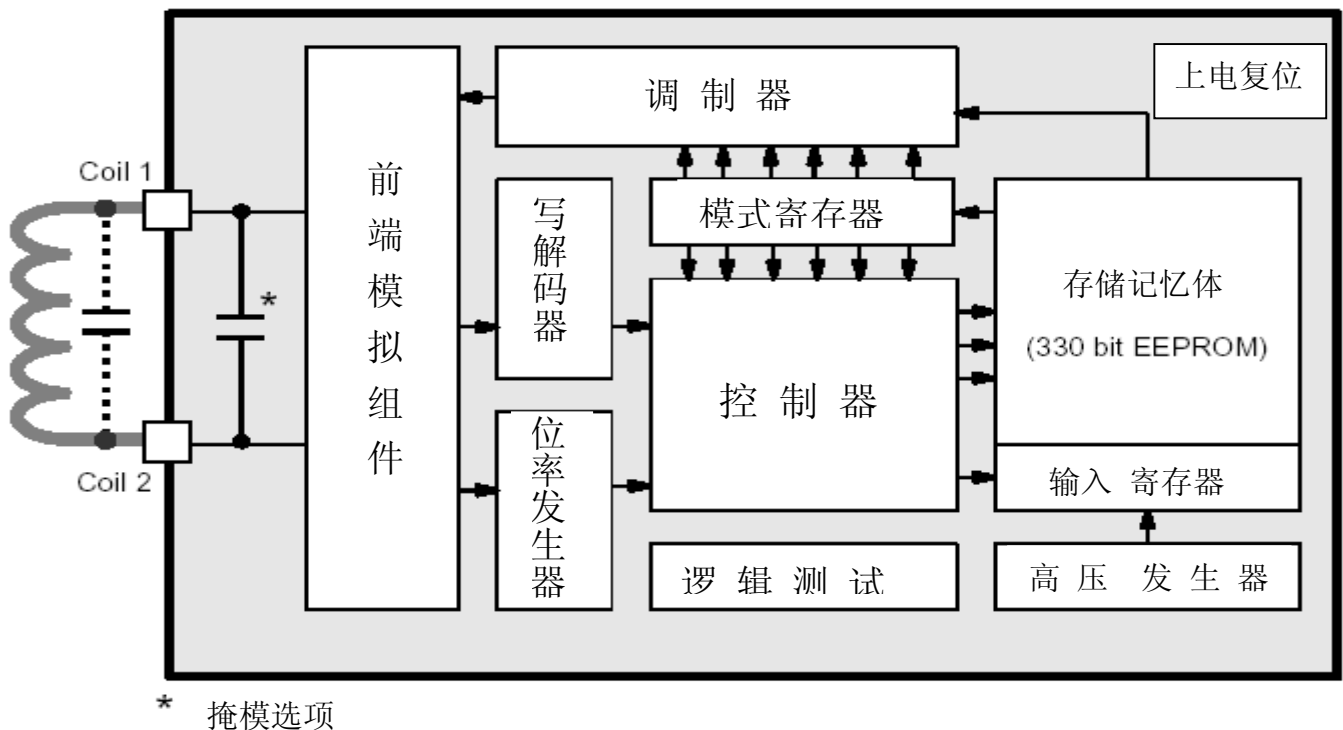 上电复位
调 制 器
Coil 1
前端模拟组件
写解码器
模式寄存器
存储记忆体
(330 bit EEPROM)
*
控 制 器
位率发生器
Coil 2
输入 寄存器
逻 辑 测 试
高 压 发 生 器
* 掩模选项